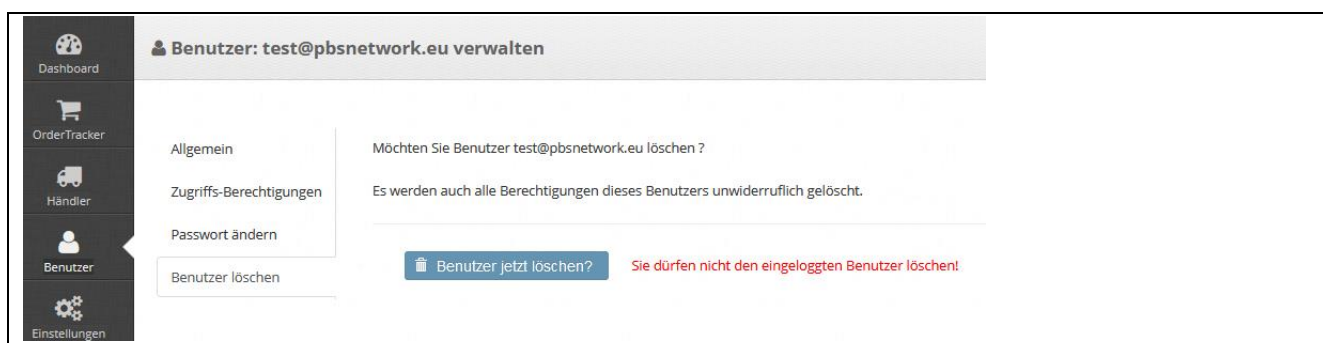 Dashboard
OrderTracker
Händler
Benutzer
Einstellungen
Benutzer: test@pbsnetwork.eu verwalten
Allgemein
Zugriffs-Berechtigungen
Passwort ändern
Benutzer löschen
Möchten Sie Benutzer test@pbsnetwork.eu löschen ?
Es werden auch alle Berechtigungen dieses Benutzers unwiderruflich gelöscht.
Benutzer jetzt löschen?
Sie dürfen nicht den eingeloggten Benutzer löschen!